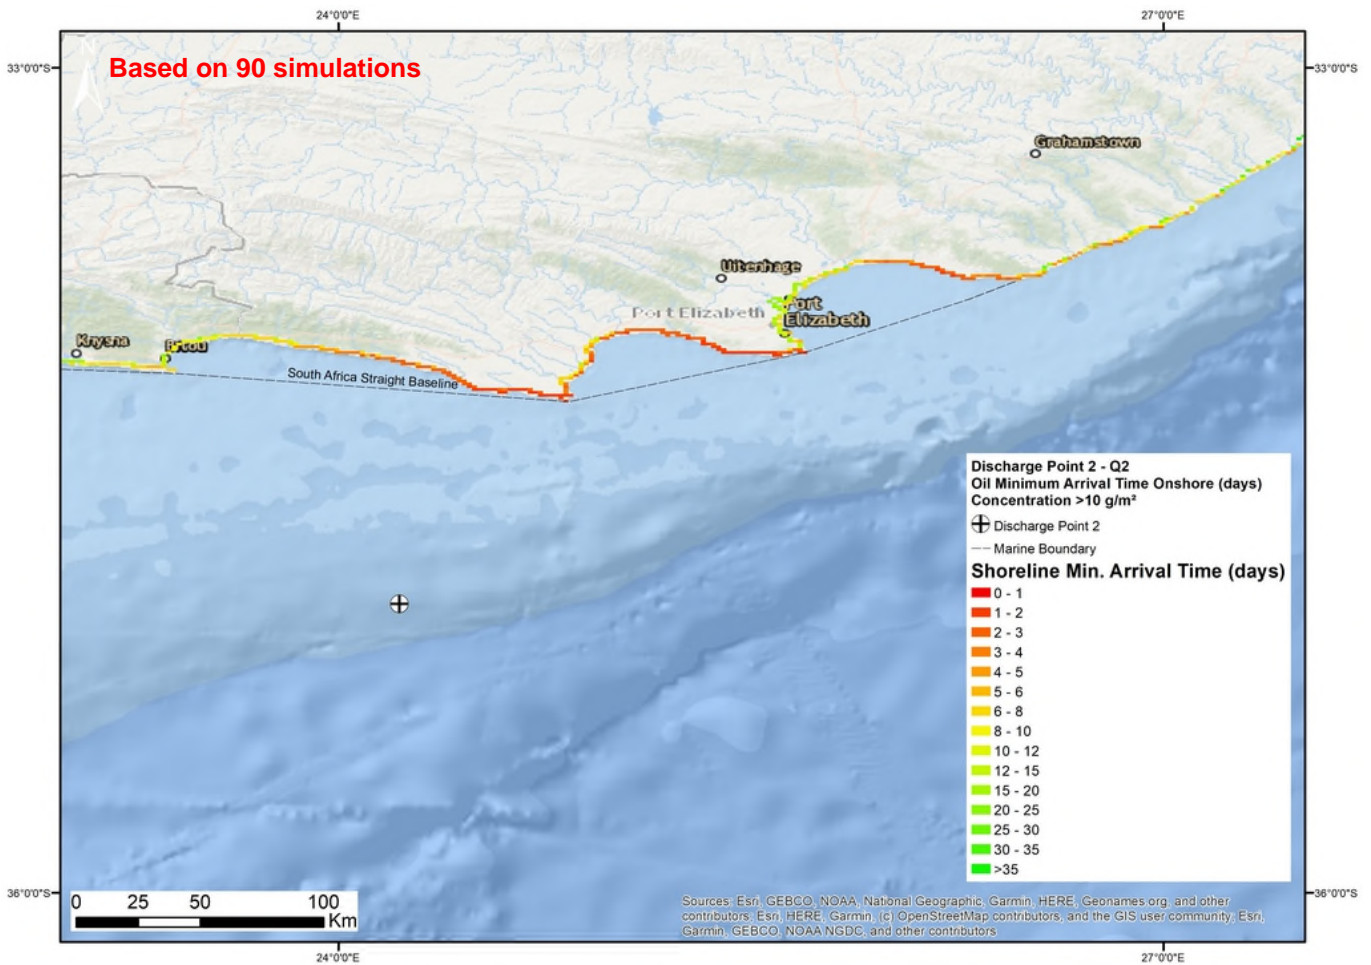 24°0'0"E
27°0'0"E
33°0'0"S
33°0'0"S
N
Based on 90 simulations
Grahamstown
Uitenhage
Port Elizabeth
Port
Elizabeth
Knysna
Bitou
South Africa Straight Baseline
Discharge Point 2 - Q2
Oil Minimum Arrival Time Onshore (days)
Concentration >10 g/m²
Discharge Point 2
Marine Boundary
Shoreline Min. Arrival Time (days)
0 - 1
1 - 2
2 - 3
3 - 4
4 - 5
5 - 6
6 - 8
8 - 10
10 - 12
12 - 15
15 - 20
20 - 25
25 - 30
30 - 35
>35
36°0'0"S
36°0'0"S
0 25 50 100
Km
Sources: Esri, GEBCO, NOAA, National Geographic, Garmin, HERE, Geonames.org, and other
contributors, Esri, HERE, Garmin, (c) OpenStreetMap contributors, and the GIS user community, Esri,
Garmin, GEBCO, NOAA NGDC, and other contributors
24°0'0"E
27°0'0"E